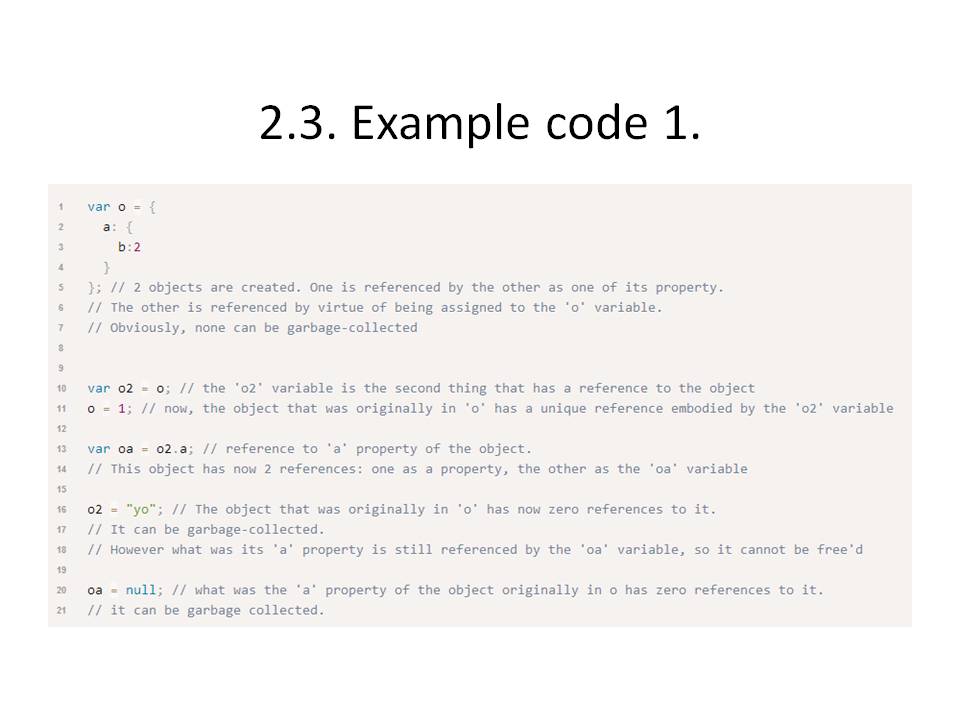 2.3. Example code 1.
1 var o = {
2   a: {
3     b:2
4   }
5 }; // 2 objects are created. One is referenced by the other as one of its property.
6 // The other is referenced by virtue of being assigned to the 'o' variable.
7 // Obviously, none can be garbage-collected
8
9
10 var o2 = o; // the 'o2' variable is the second thing that has a reference to the object
11 o = 1; // now, the object that was originally in 'o' has a unique reference embodied by the 'o2' variable
12
13 var oa = o2.a; // reference to 'a' property of the object.
14 // This object has now 2 references: one as a property, the other as the 'oa' variable
15
16 o2 = "yo"; // The object that was originally in 'o' has now zero references to it.
17 // It can be garbage-collected.
18 // However what was its 'a' property is still referenced by the 'oa' variable, so it cannot be free'd
19
20 oa = null; // what was the 'a' property of the object originally in o has zero references to it.
21 // it can be garbage collected.